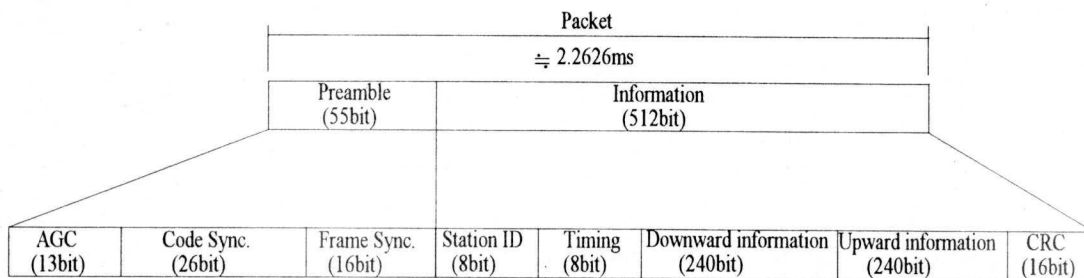 Packet
≒ 2.2626ms
Preamble
(55bit)
Information
(512bit)
AGC
(13bit)
Code Sync.
(26bit)
Frame Sync.
(16bit)
Station ID
(8bit)
Timing
(8bit)
Downward information
(240bit)
Upward information
(240bit)
CRC
(16bit)